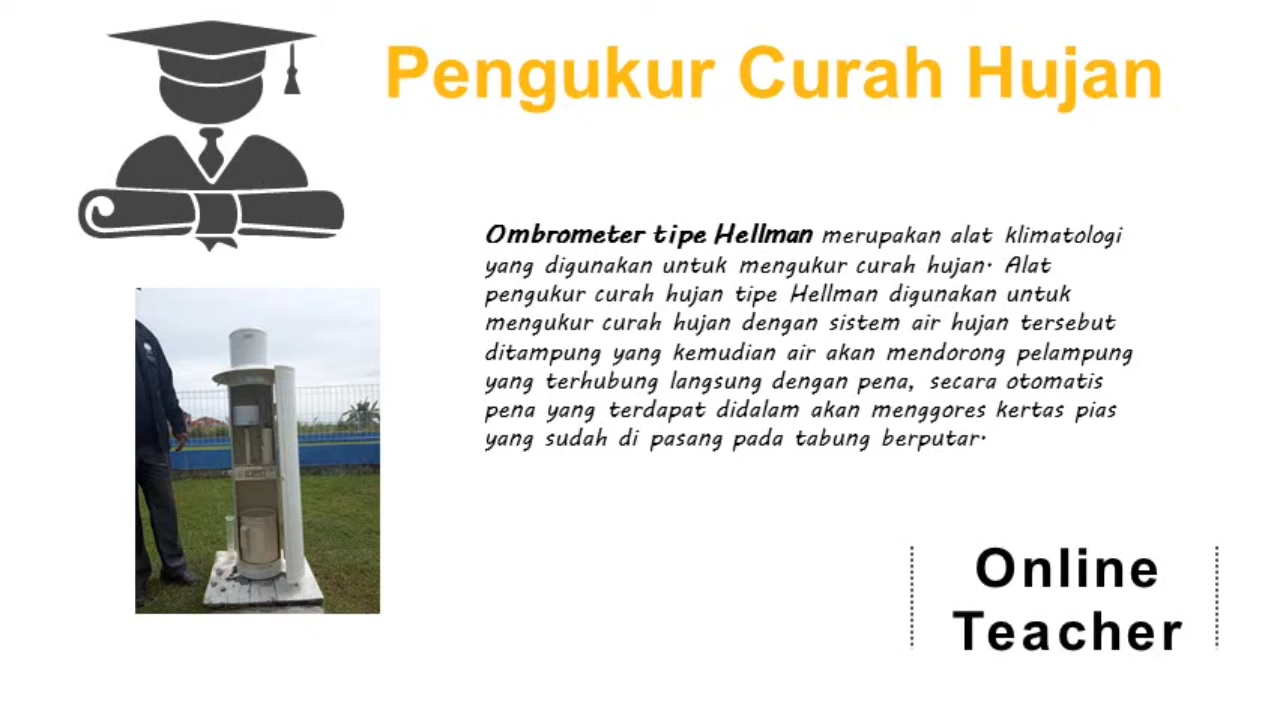 Pengukur Curah Hujan
Ombrometer tipe Hellman merupakan alat klimatologi
yang digunakan untuk mengukur curah hujan. Alat
pengukur curah hujan tipe Hellman digunakan untuk
mengukur curah hujan dengan sistem air hujan tersebut
ditampung yang kemudian air akan mendorong pelampung
yang terhubung langsung dengan pena, secara otomatis
pena yang terdapat didalam akan menggores kertas pias
yang sudah di pasang pada tabung berputar.
Online
Teacher